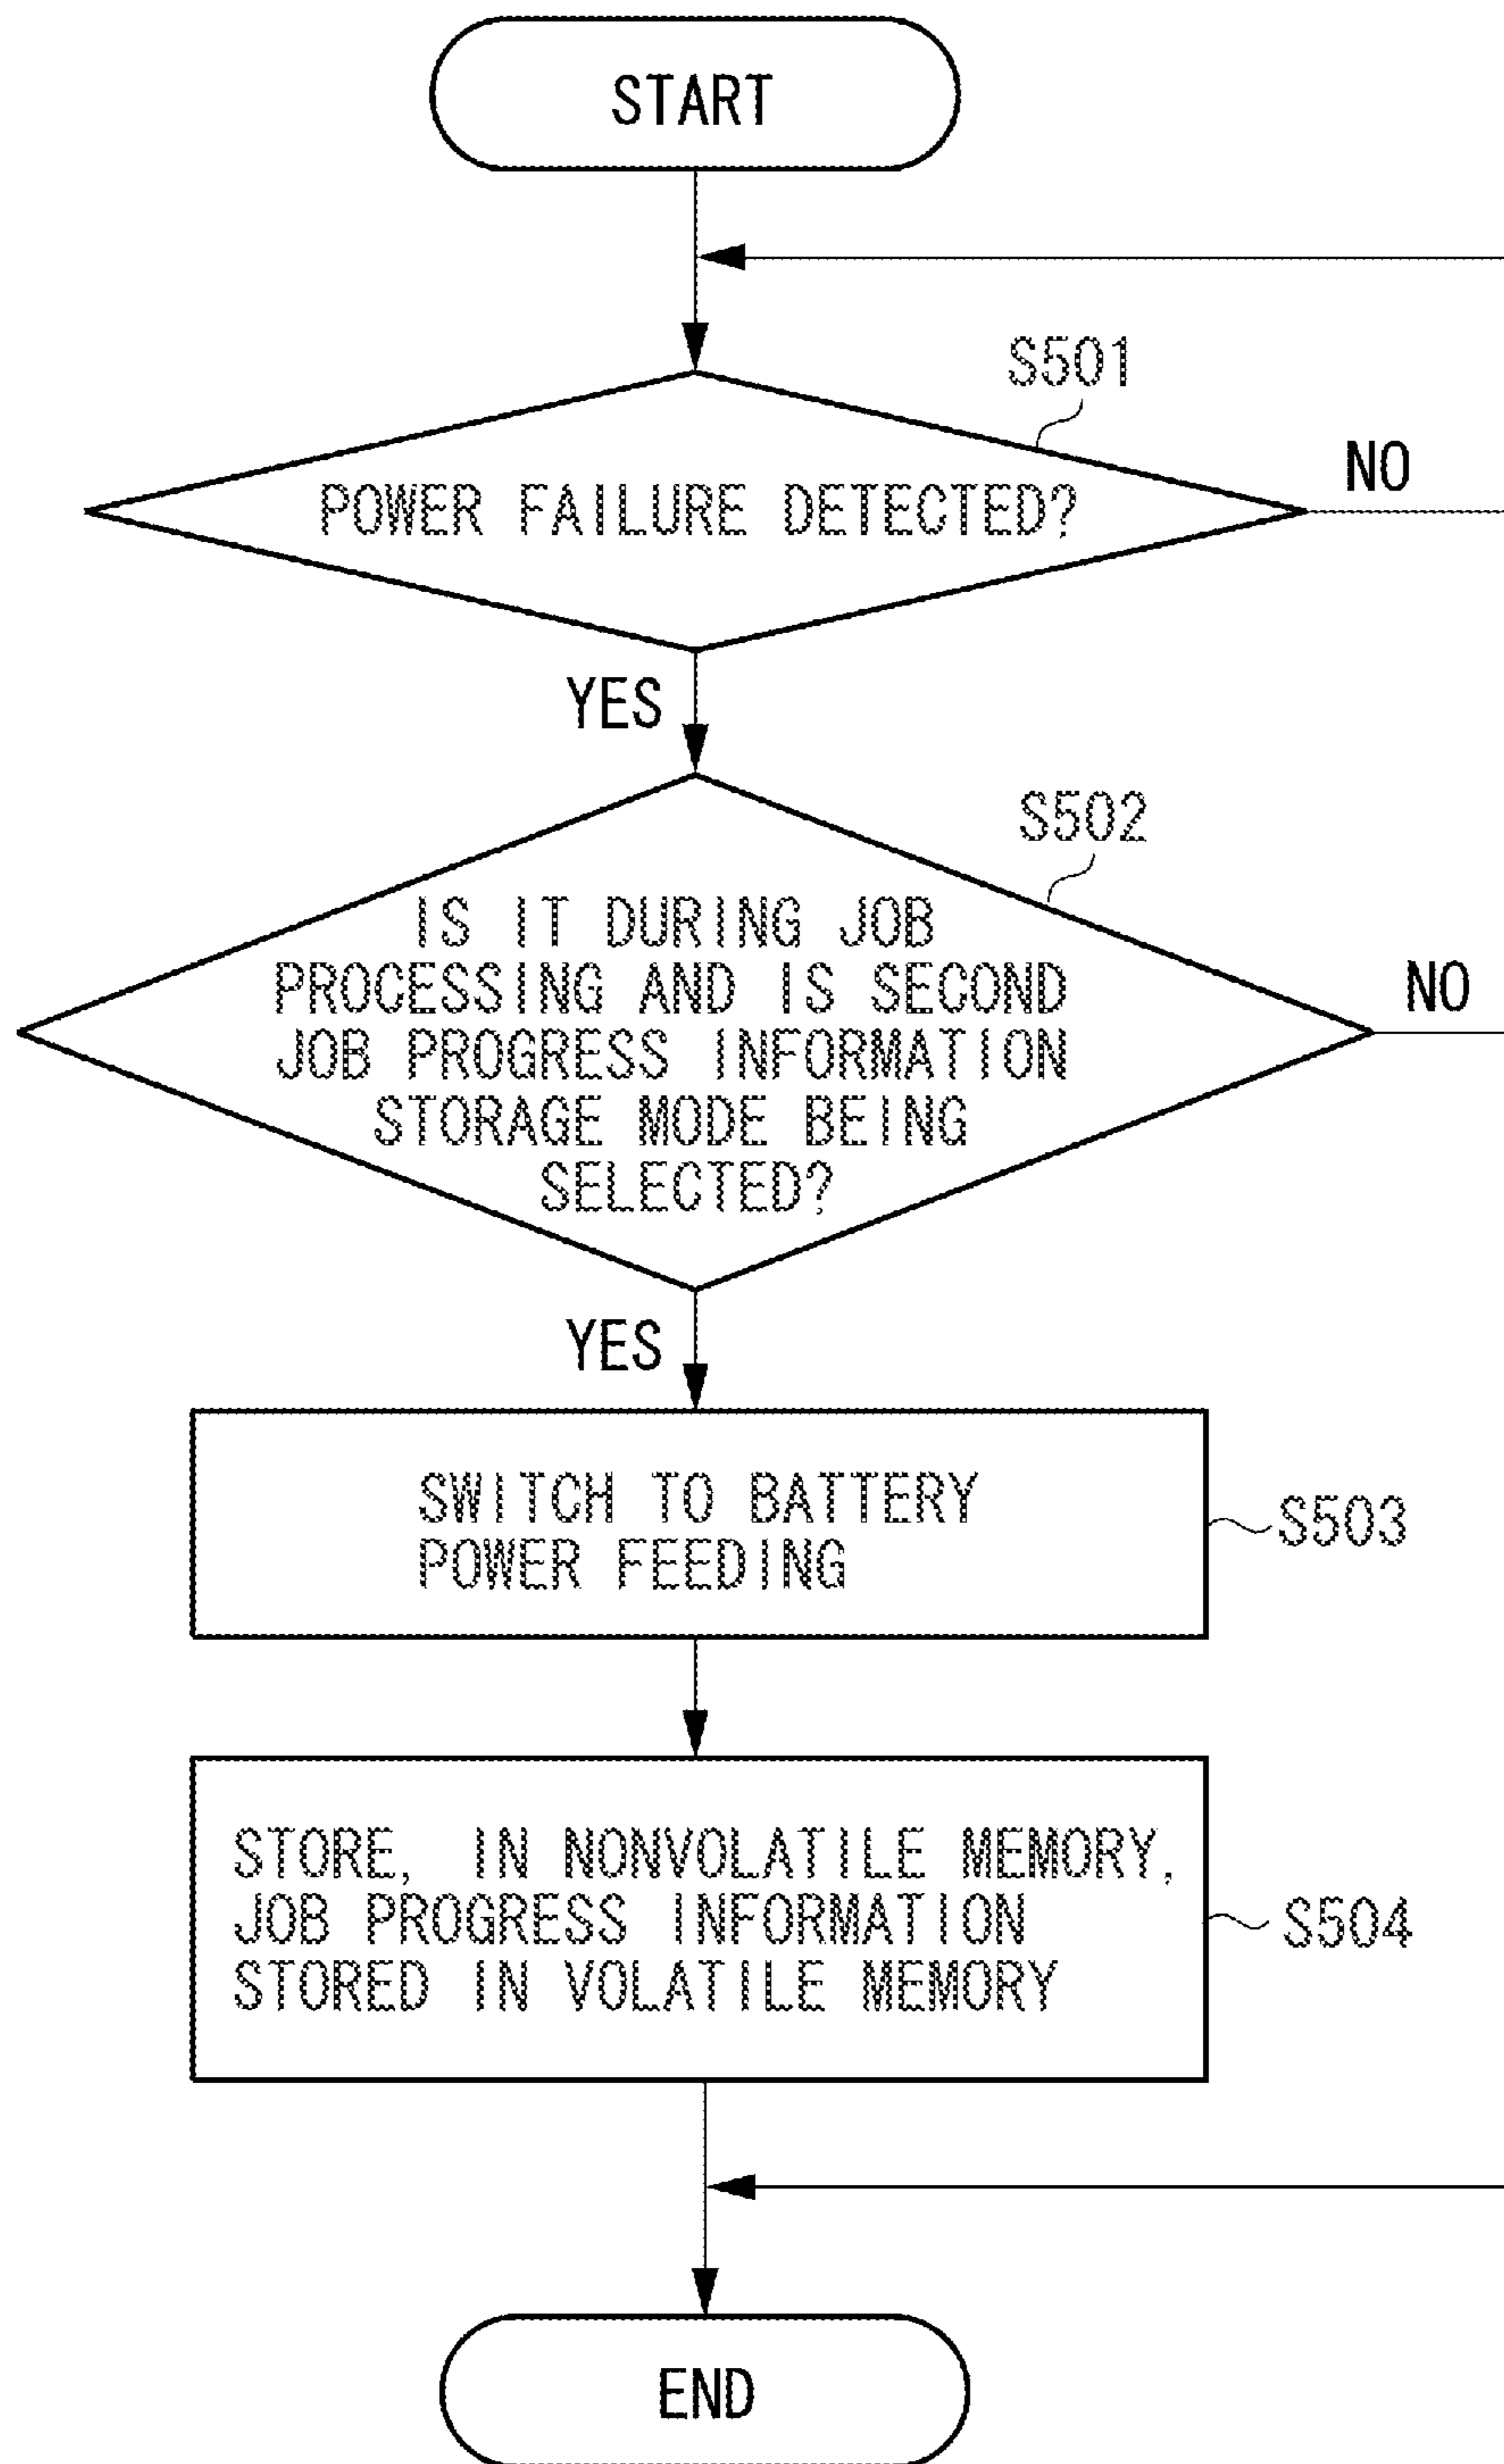 START
S501
POWER FAILURE DETECTED?
NO
YES
S502
IS IT DURING JOB
PROCESSING AND IS SECOND
JOB PROGRESS INFORMATION
STORAGE MODE BEING
SELECTED?
NO
YES
SWITCH TO BATTERY
POWER FEEDING
S503
STORE, IN NONVOLATILE MEMORY,
JOB PROGRESS INFORMATION
STORED IN VOLATILE MEMORY
S504
END